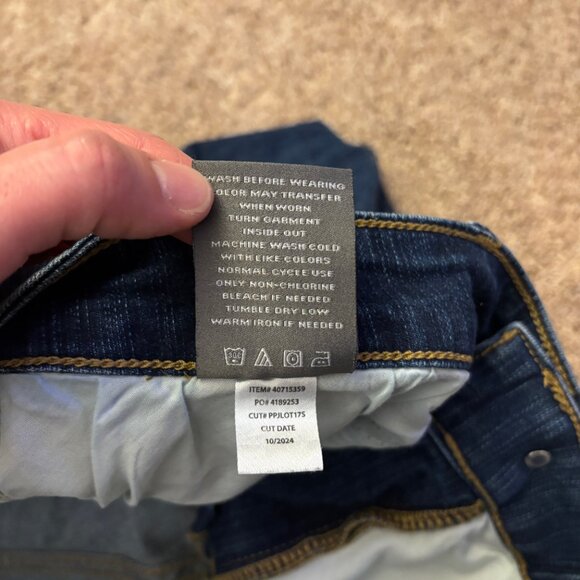 WASH BEFORE WEARING
COLOR MAY TRANSFER
WHEN WORN
TURN GARMENT
INSIDE OUT
MACHINE WASH COLD
WITH LIKE COLORS
NORMAL CYCLE USE
ONLY NON-CHLORINE
BLEACH IF NEEDED
TUMBLE DRY LOW
WARM IRON IF NEEDED
ITEM# 40715359
PO# 4189253
CUT# PPJLOT175
CUT DATE
10/2024